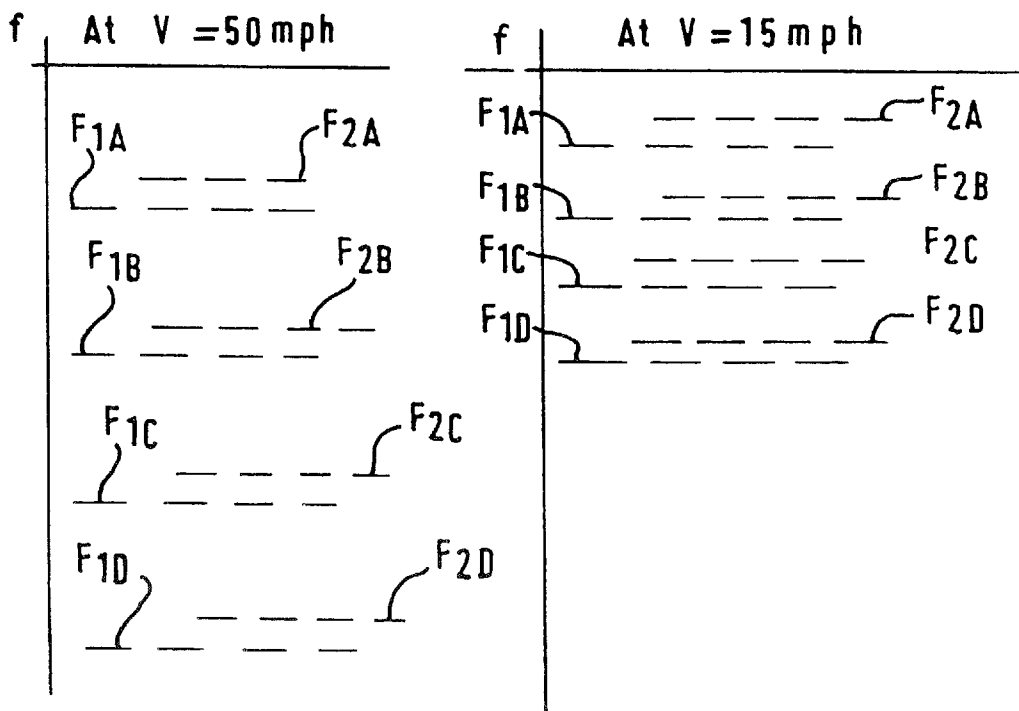 f At V = 50 mph
F1A
F2A
F1B
F2B
F1C
F2C
F1D
F2D
f At V = 15 mph
F1A
F2A
F1B
F2B
F1C
F2C
F1D
F2D